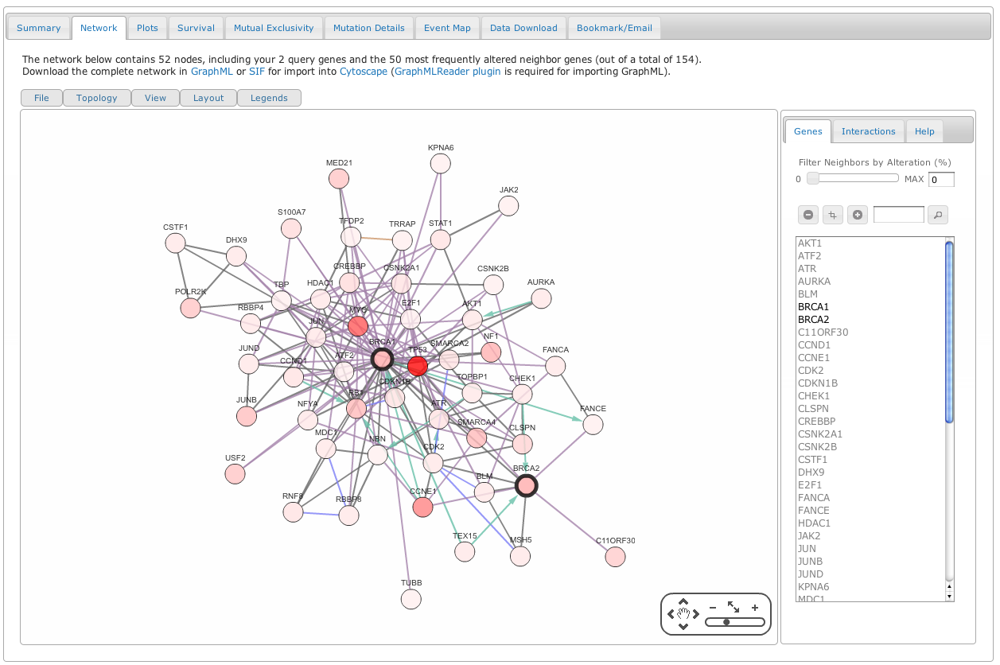 Summary Network Plots Survival Mutual Exclusivity Mutation Details Event Map Data Download Bookmark/Email
The network below contains 52 nodes, including your 2 query genes and the 50 most frequently altered neighbor genes (out of a total of 154).
Download the complete network in GraphML or SIF for import into Cytoscape (GraphMLReader plugin is required for importing GraphML).
File Topology View Layout Legends
KPNA6
MED21
JAK2
S100A7
TFDP2 TRRAP STAT1
CSTF1
DHX9
CREBBP CSNK2A1 CSNK2B
TBP HDAC1 AURKA
POLR2K
RBBP4 MYC E2F1 AKT1
JUN
BRCA1 SMARCA2 NF1
JUND ATF2 TP53 FANCA
CCND1
CDKN1B TOPBP1 CHEK1
JUNB RB1
NFYA ATR FANCE
SMARCA4 CLSPN
MDC1 NBN CDK2
USF2 BRCA2
BLM
RNF8 RBBP8 CCNE1
TEX15 MSH5 C11ORF30
TUBB
Genes Interactions Help
Filter Neighbors by Alteration (%)
0 MAX 0
AKT1
ATF2
ATR
AURKA
BLM
BRCA1
BRCA2
C11ORF30
CCND1
CCNE1
CDK2
CDKN1B
CHEK1
CLSPN
CREBBP
CSNK2A1
CSNK2B
CSTF1
DHX9
E2F1
FANCA
FANCE
HDAC1
JAK2
JUN
JUNB
JUND
KPNA6
MDC1